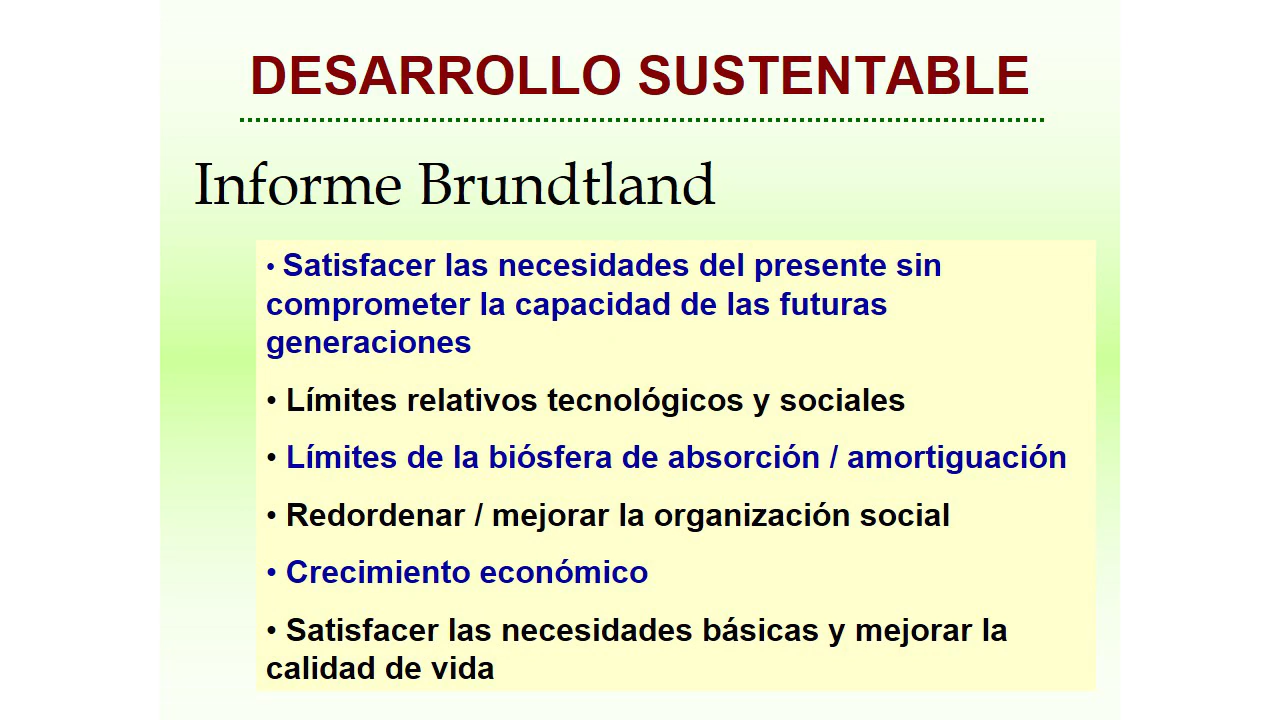 DESARROLLO SUSTENTABLE
Informe Brundtland
• Satisfacer las necesidades del presente sin
comprometer la capacidad de las futuras
generaciones
• Límites relativos tecnológicos y sociales
• Límites de la biósfera de absorción / amortiguación
• Redordenar / mejorar la organización social
• Crecimiento económico
• Satisfacer las necesidades básicas y mejorar la
calidad de vida